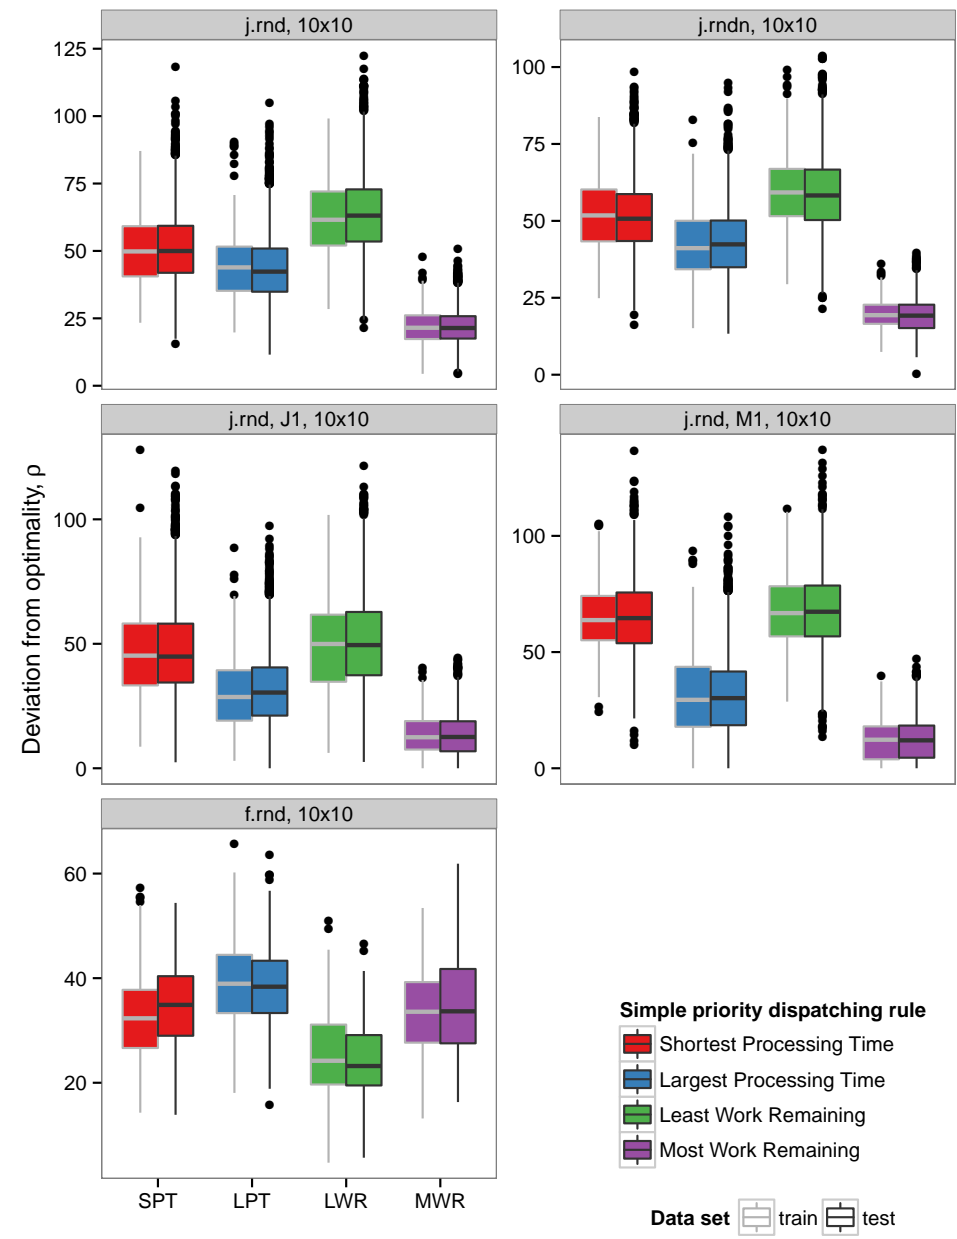 j.rnd, 10x10
125
100
75
50
25
0
j.rndn, 10x10
100
75
50
25
0
j.rnd, J1, 10x10
100
50
0
j.rnd, M1, 10x10
100
50
0
Deviation from optimality, ρ
f.rnd, 10x10
60
40
20
SPT LPT LWR MWR
Simple priority dispatching rule
Shortest Processing Time
Largest Processing Time
Least Work Remaining
Most Work Remaining
Data set train test